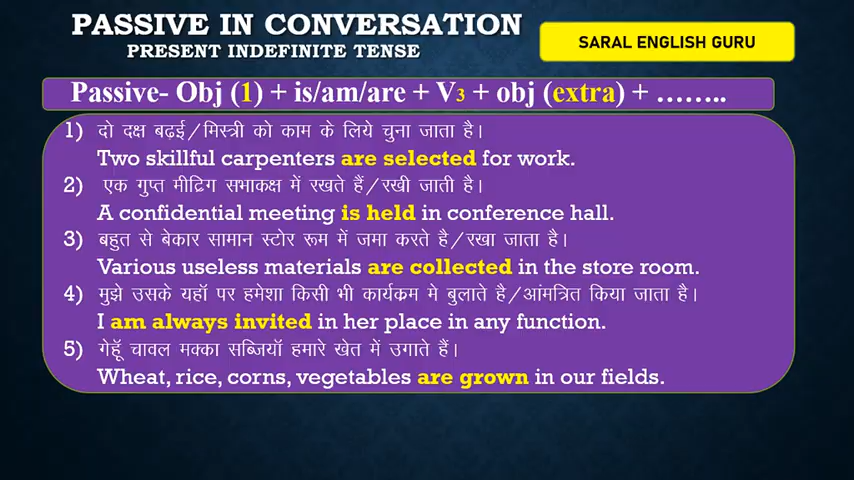 PASSIVE IN CONVERSATION
PRESENT INDEFINITE TENSE
SARAL ENGLISH GURU
Passive- Obj (1) + is/am/are + V3 + obj (extra) + ........
1) दो दक्ष बढ़ई/मिस्त्री को काम के लिये चुना जाता है।
Two skillful carpenters are selected for work.
2) एक गुप्त मीटिंग सभाकक्ष में रखते हैं/रखी जाती है।
A confidential meeting is held in conference hall.
3) बहुत से बेकार सामान स्टोर रूम में जमा करते है/रखा जाता है।
Various useless materials are collected in the store room.
4) मुझे उसके यहॉ पर हमेशा किसी भी कार्यक्रम मे बुलाते है/आंमत्रित किया जाता है।
I am always invited in her place in any function.
5) गेहॅू चावल मक्का सब्जियॉ हमारे खेत में उगाते हैं।
Wheat, rice, corns, vegetables are grown in our fields.